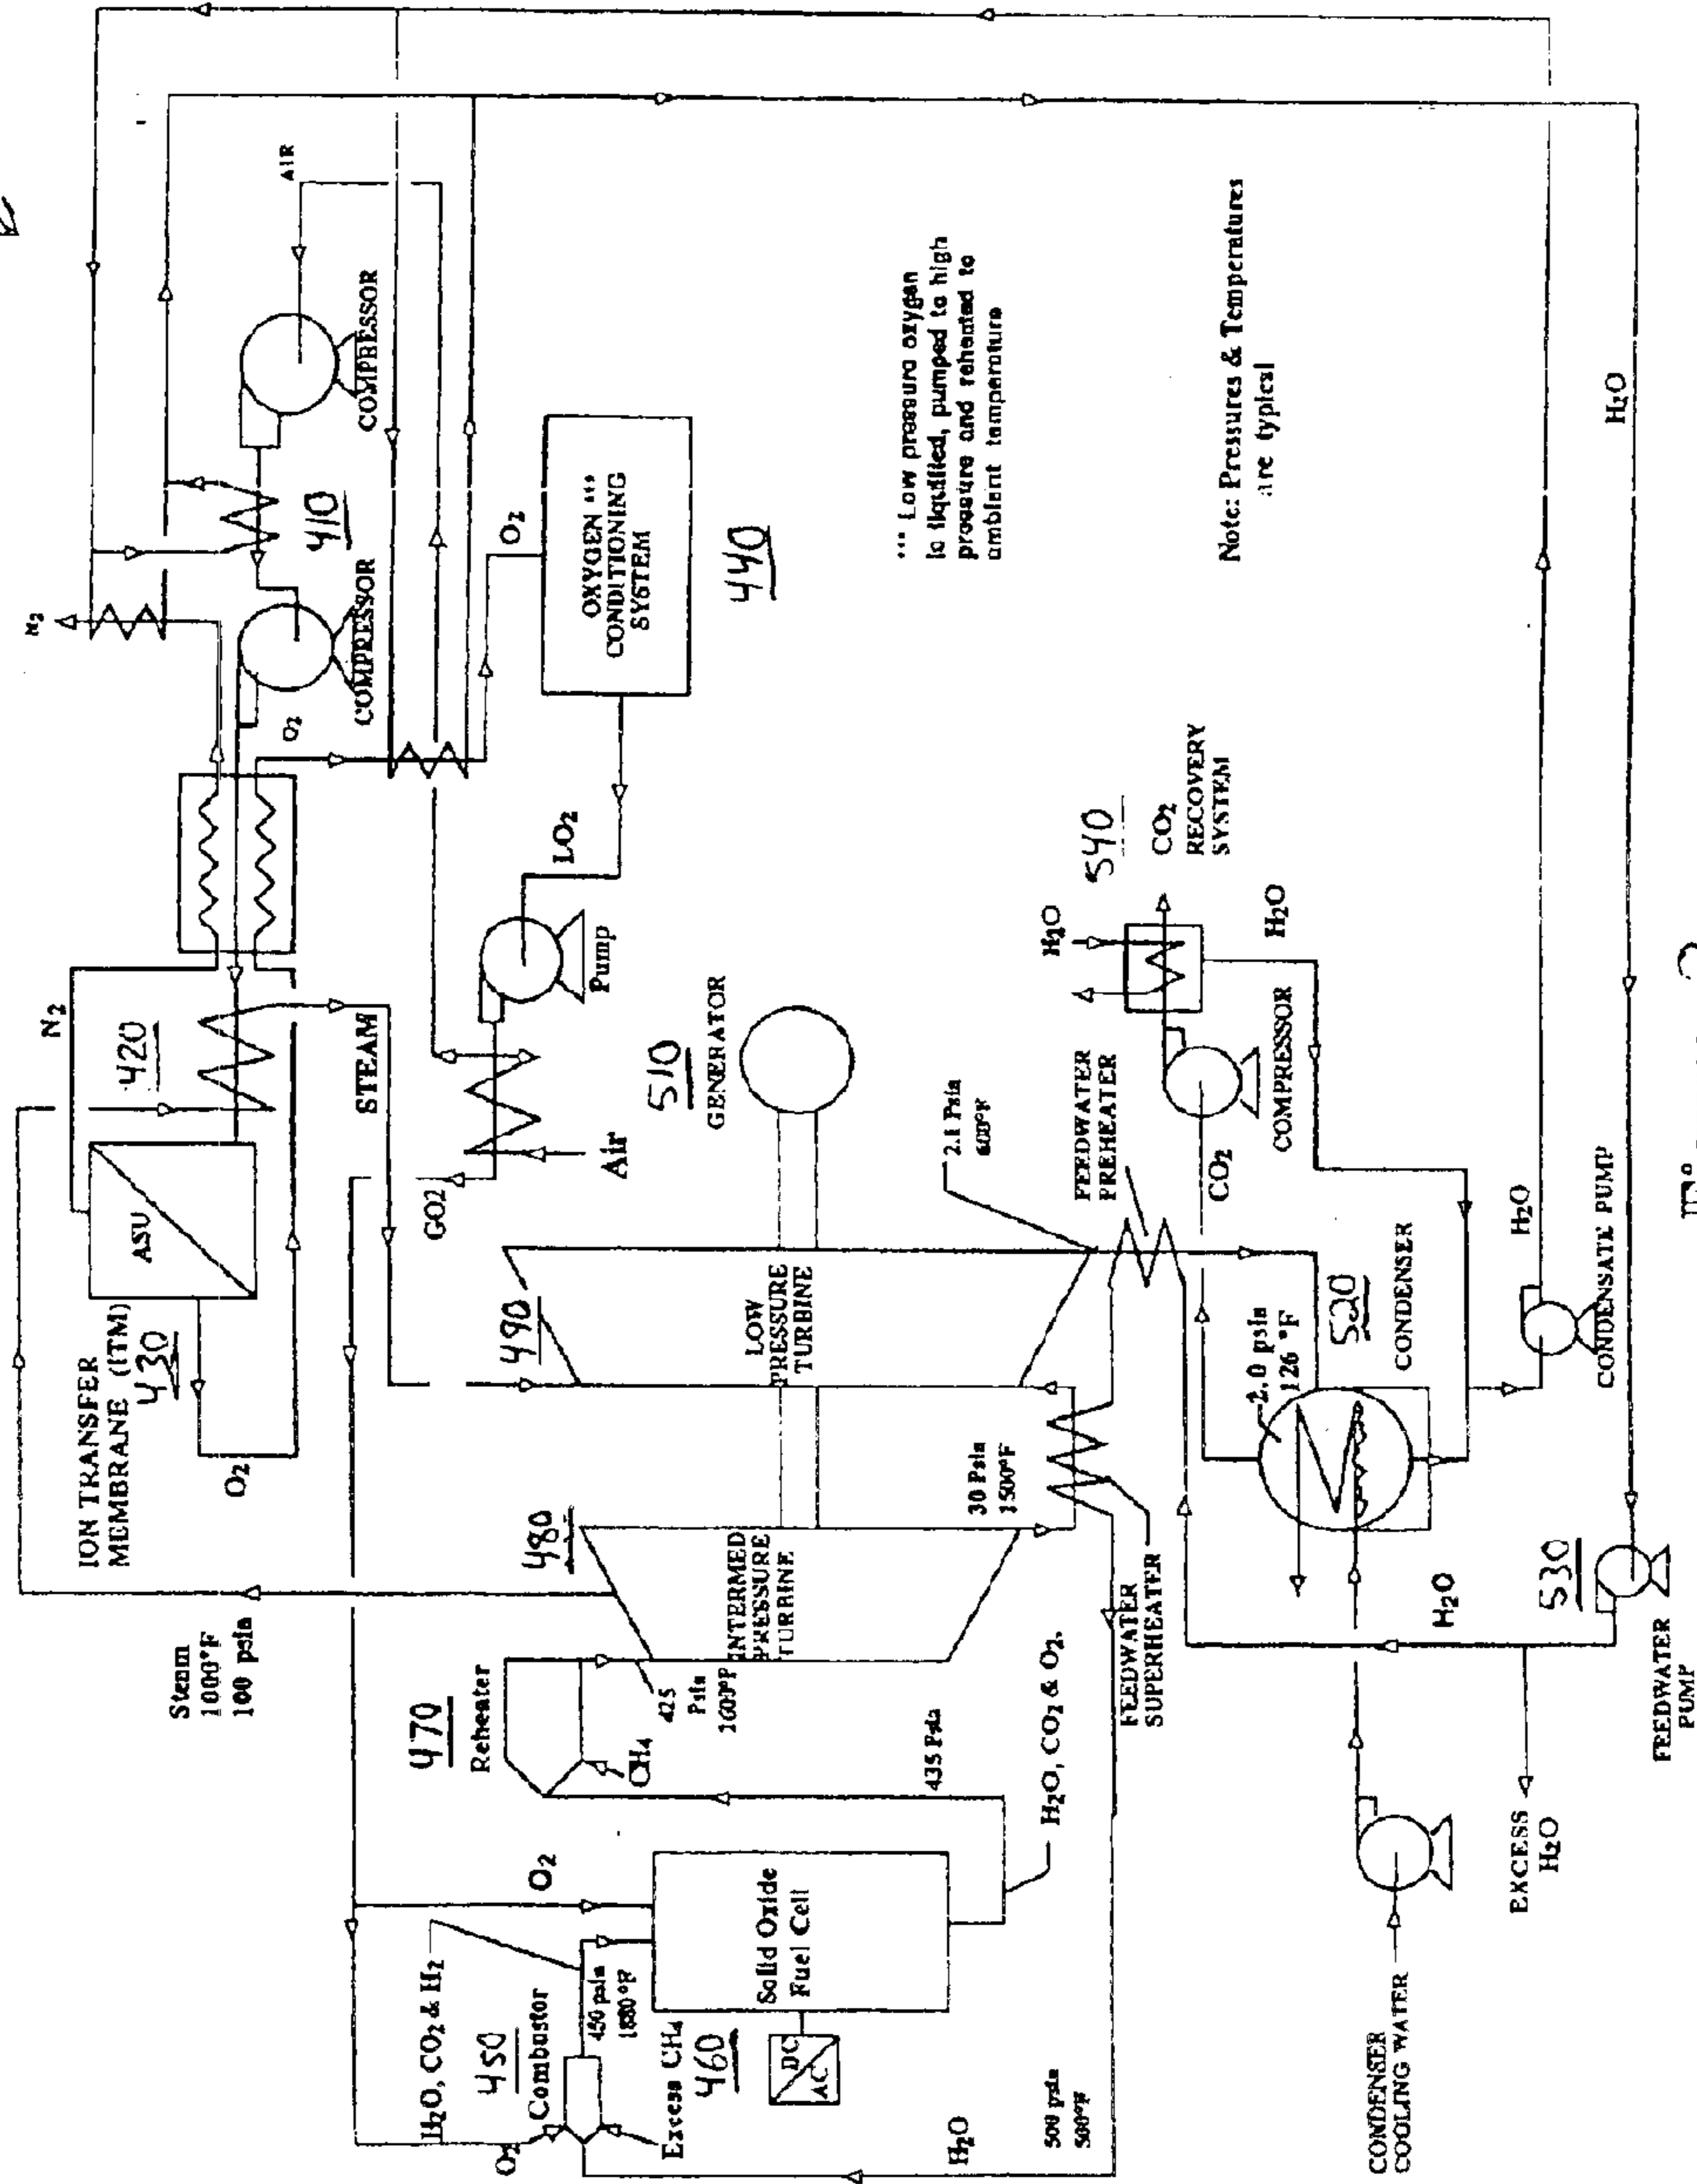 N₂
AIR
COMPRESSOR
410
COMPRESSOR
O₂
N₂
420
ASU
ION TRANSFER
MEMBRANE (ITM)
430
O₂
STEAM
Steam
1000°F
100 psia
O₂
OXYGEN ***
CONDITIONING
SYSTEM
440
LO₂
Pump
Air
GO2
*** Low pressure oxygen
is liquified, pumped to high
pressure and reheated to
ambient temperature
Note: Pressures & Temperatures
are typical
510
GENERATOR
490
LOW
PRESSURE
TURBINE
2.1 Psia
480
INTERMED
PRESSURE
TURBINE
30 Psia
1500°F
425
Psia
1600°F
470
Reheater
CH₄
435 Psia
H₂O, CO₂ & O₂.
O₂
Solid Oxide
Fuel Cell
H₂O, CO₂ & H₂
450
Combustor
450 psia
1880°F
O₂
Excess CH₄
460
DC
AC
H₂O
500 psia
500°F
FEEDWATER
SUPERHEATER
FEEDWATER
PREHEATER
540
CO₂
RECOVERY
SYSTEM
H₂O
H₂O
COMPRESSOR
CO₂
2.0 psia
126 °F
520
CONDENSER
H₂O
CONDENSATE PUMP
H₂O
530
FEEDWATER
PUMP
H₂O
EXCESS
H₂O
CONDENSER
COOLING WATER